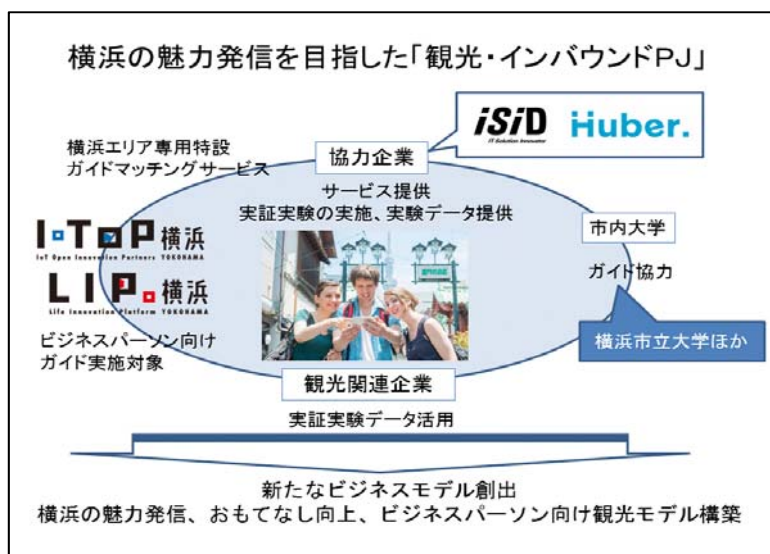 横浜の魅力発信を目指した「観光・インバウンドPJ」
iSiD
IT Solution Innovator
Huber.
横浜エリア専用特設
ガイドマッチングサービス
協力企業
サービス提供
実証実験の実施、実験データ提供
I・ToP横浜
IoT Open Innovation Partners YOKOHAMA
LIP.横浜
Life Innovation Platform YOKOHAMA
市内大学
ガイド協力
横浜市立大学ほか
ビジネスパーソン向け
ガイド実施対象
観光関連企業
実証実験データ活用
新たなビジネスモデル創出
横浜の魅力発信、おもてなし向上、ビジネスパーソン向け観光モデル構築